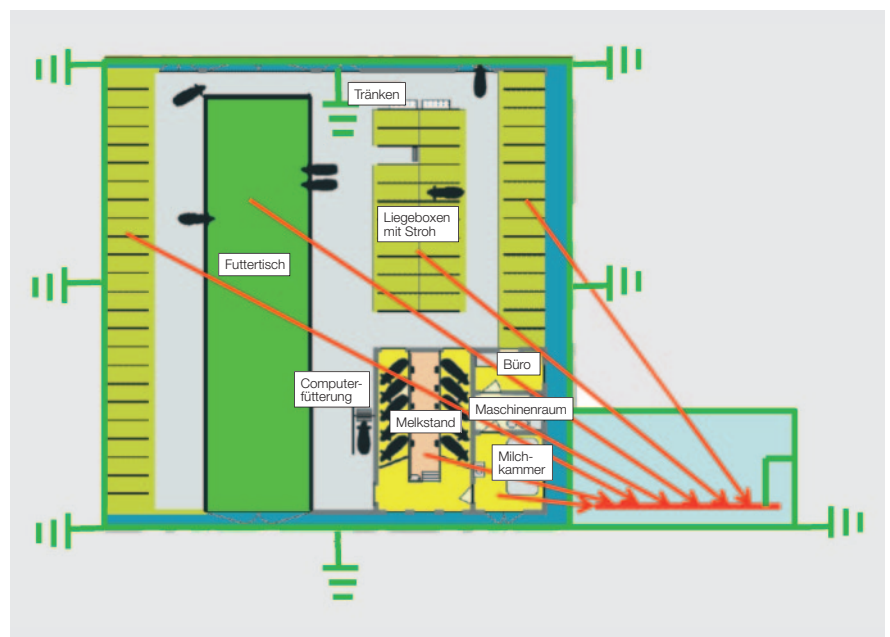 Tränken
Liegeboxen
mit Stroh
Futtertisch
Büro
Computer-
fütterung
Maschinenraum
Melkstand
Milch-
kammer